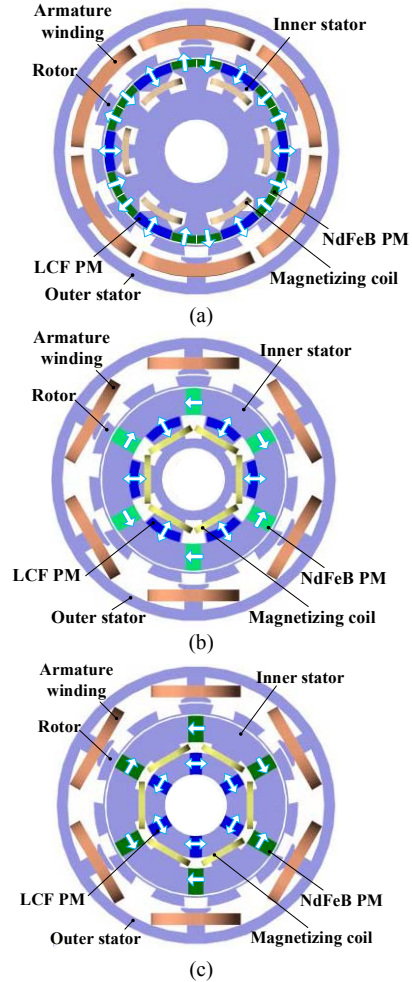 Armature
winding
Inner stator
Rotor
NdFeB PM
LCF PM
Magnetizing coil
Outer stator
(a)
Armature
winding
Inner stator
Rotor
LCF PM
NdFeB PM
Outer stator
Magnetizing coil
(b)
Armature
winding
Inner stator
Rotor
LCF PM
NdFeB PM
Outer stator
Magnetizing coil
(c)